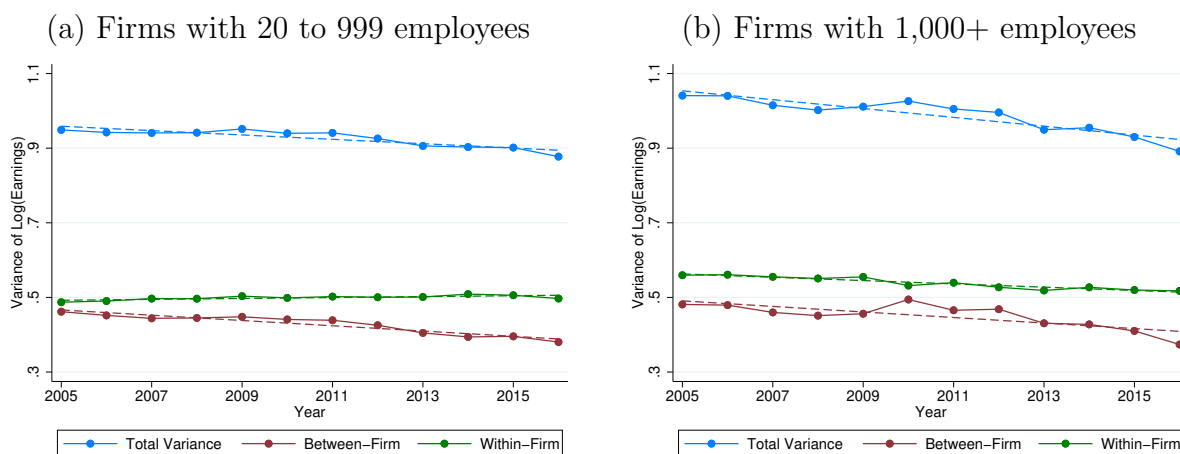 (a) Firms with 20 to 999 employees
Variance of Log(Earnings)
1.1
.9
.7
.5
.3
2005 2007 2009 2011 2013 2015
Year
Total Variance Between-Firm Within-Firm
(b) Firms with 1,000+ employees
Variance of Log(Earnings)
1.1
.9
.7
.5
.3
2005 2007 2009 2011 2013 2015
Year
Total Variance Between-Firm Within-Firm